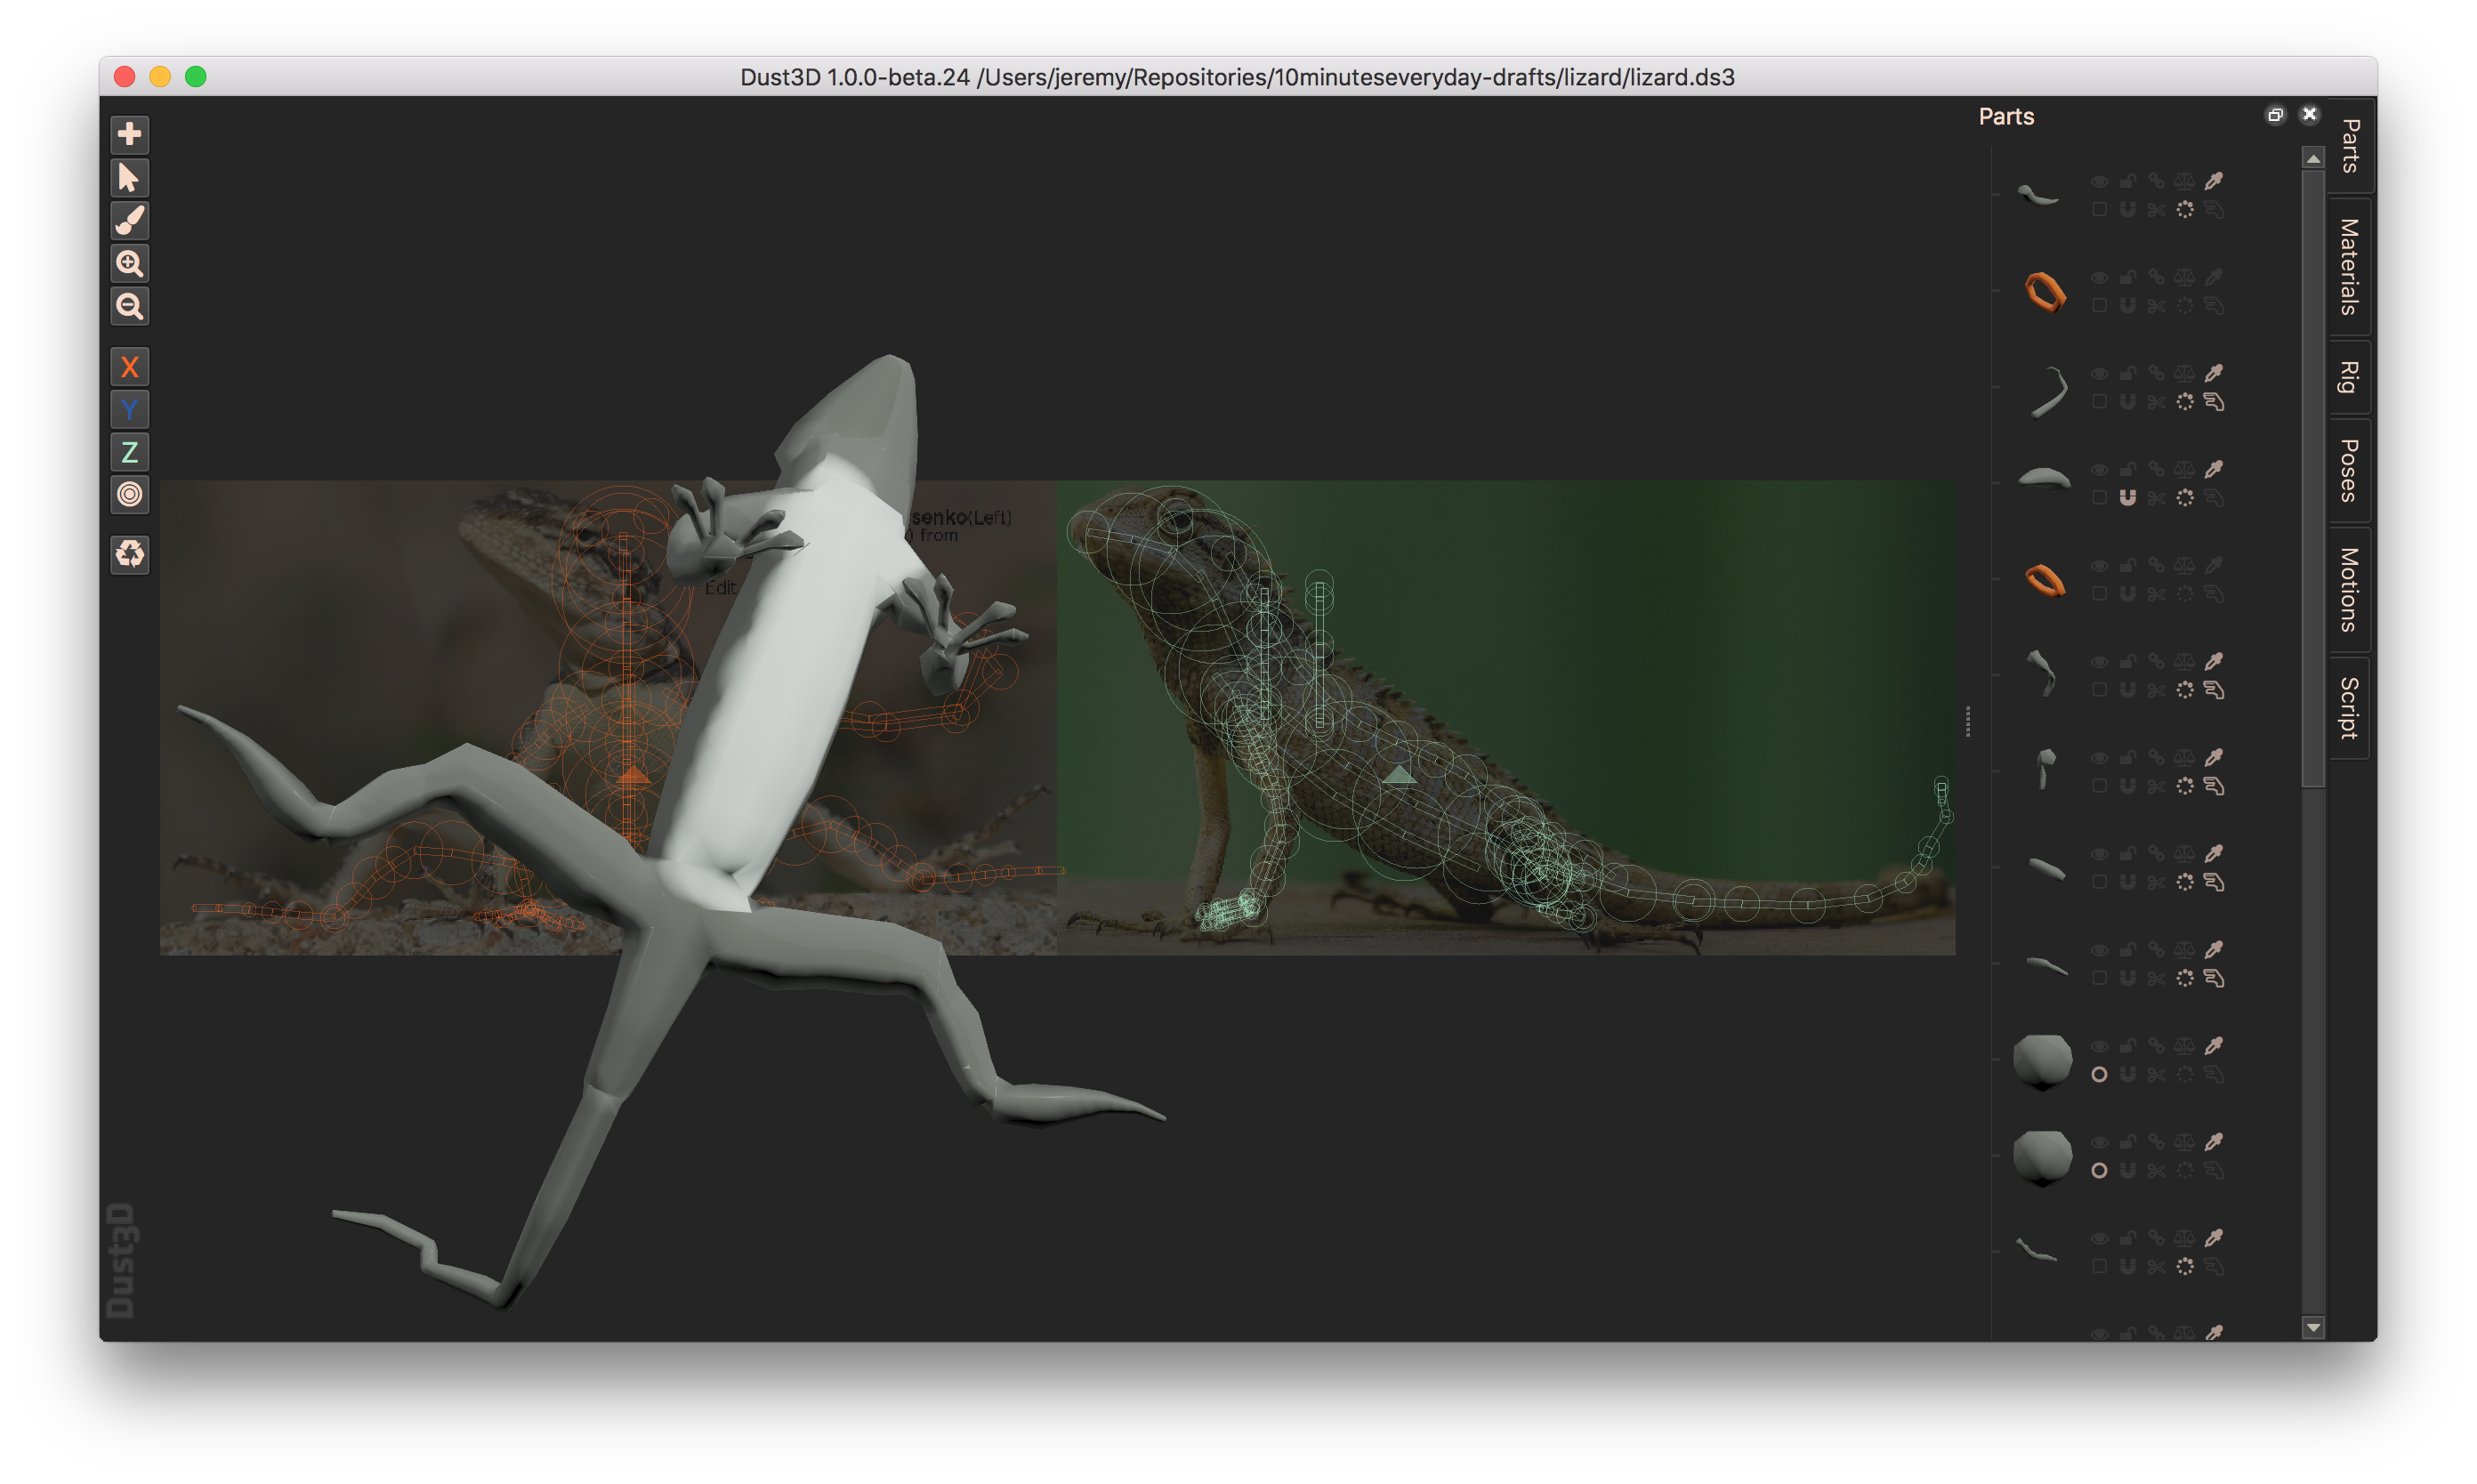 Dust3D 1.0.0-beta.24 /Users/jeremy/Repositories/10minuteseveryday-drafts/lizard/lizard.ds3
Parts
Parts
Materials
Rig
Poses
Motions
Script
X
Y
Z
senko(Left)
) from
Edit
Dust3D